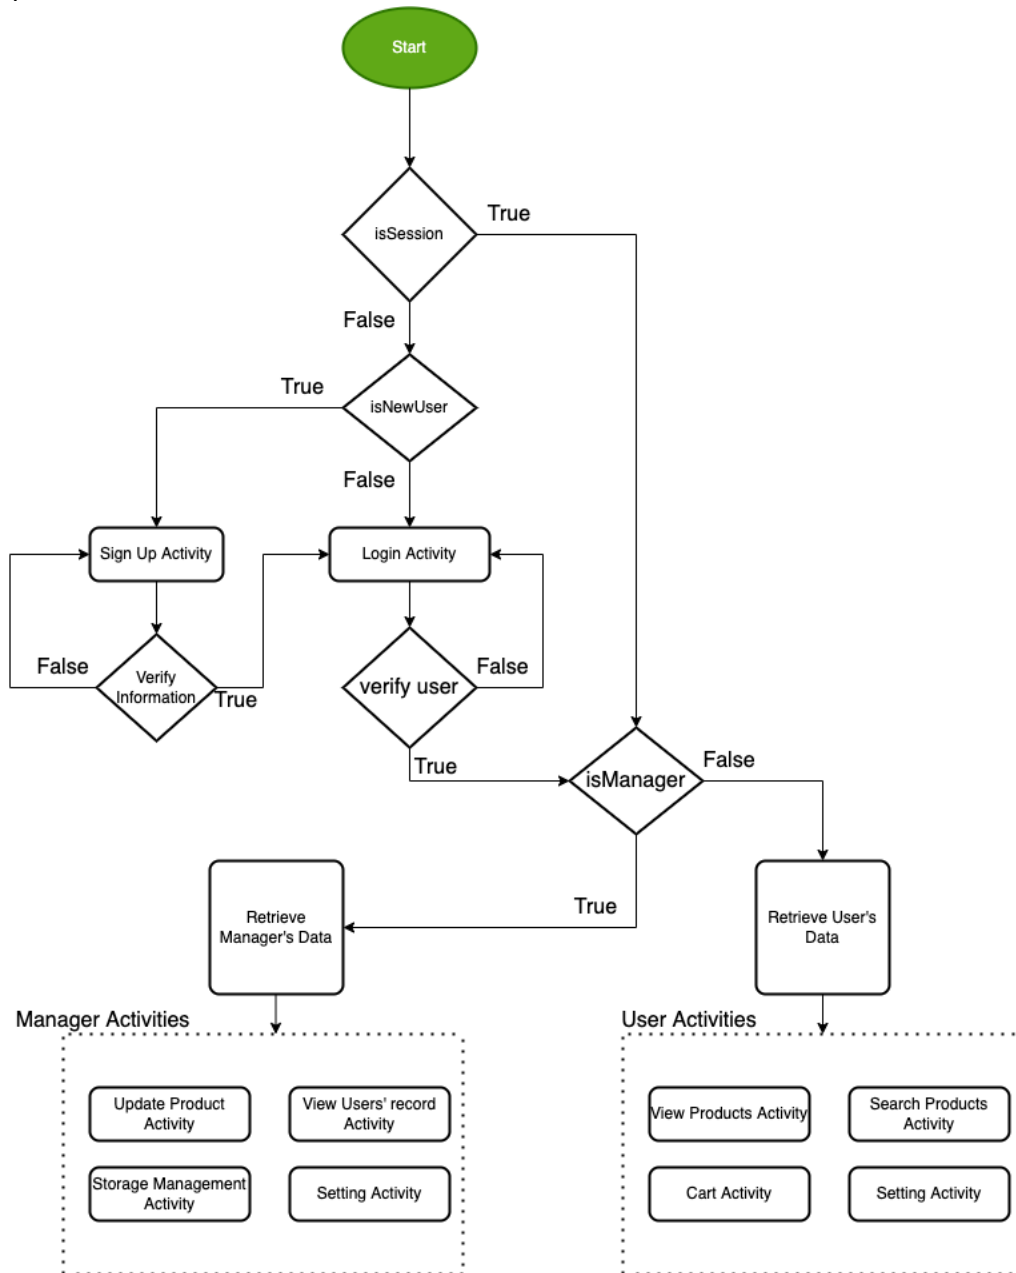 Start
isSession
True
False
isNewUser
True
False
Sign Up Activity
Login Activity
Verify
Information
False
True
verify user
False
True
isManager
False
True
Retrieve
Manager's Data
Retrieve User's
Data
Manager Activities
User Activities
Update Product
Activity
View Users' record
Activity
View Products Activity
Search Products
Activity
Storage Management
Activity
Setting Activity
Cart Activity
Setting Activity